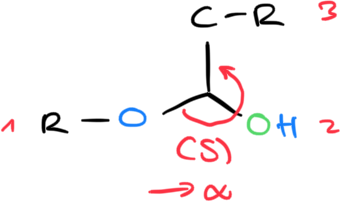 C-R 3
1 R-O OH 2
(S)
→ α